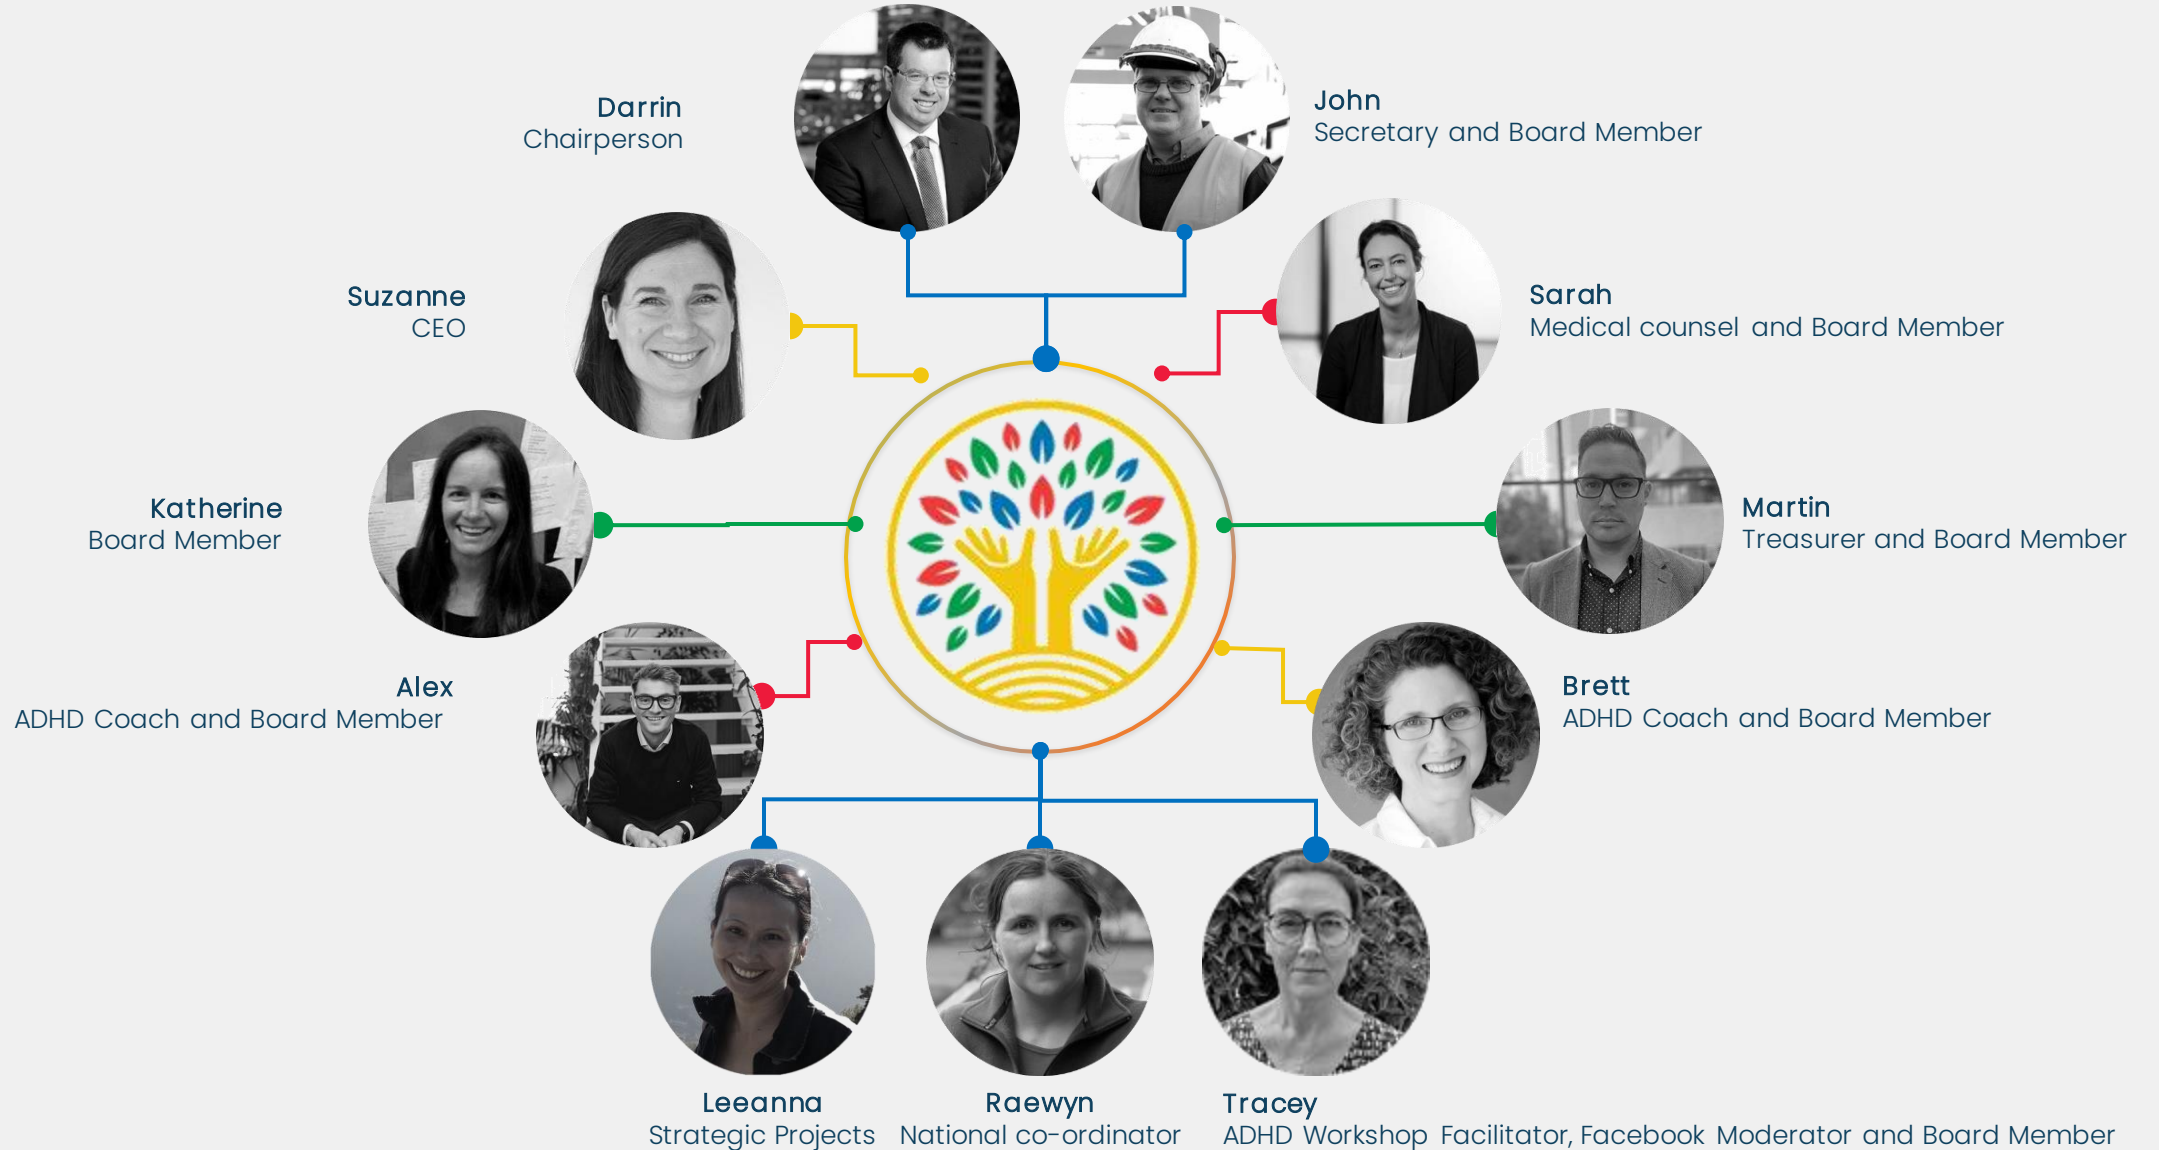 Darrin
Chairperson
John
Secretary and Board Member
Suzanne
CEO
Sarah
Medical counsel and Board Member
Katherine
Board Member
Martin
Treasurer and Board Member
Alex
ADHD Coach and Board Member
Brett
ADHD Coach and Board Member
Leeanna
Strategic Projects
Raewyn
National co-ordinator
Tracey
ADHD Workshop Facilitator, Facebook Moderator and Board Member